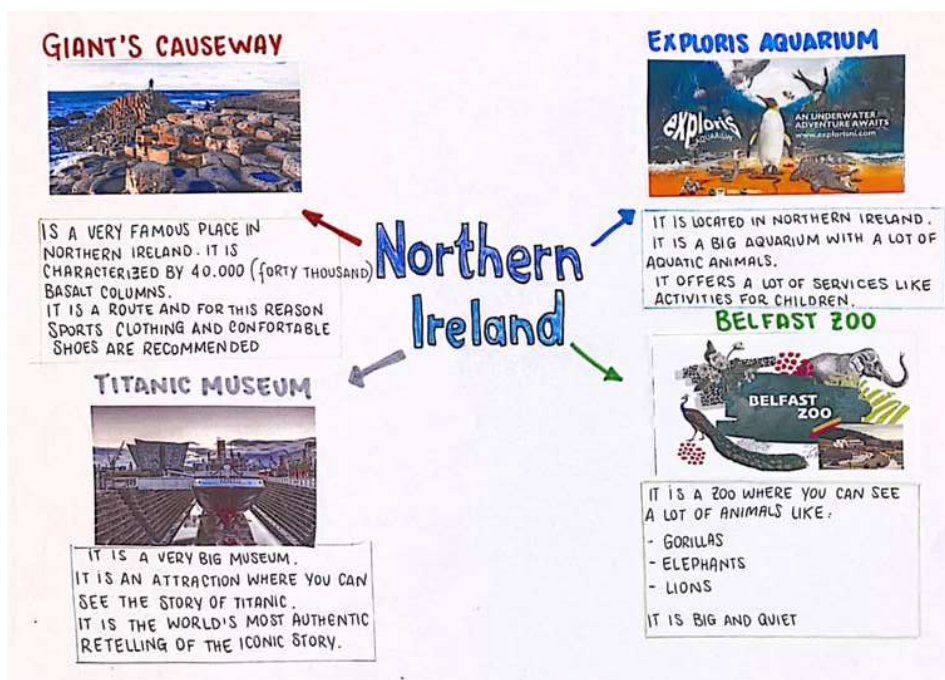 GIANT'S CAUSEWAY
IS A VERY FAMOUS PLACE IN
NORTHERN IRELAND. IT IS
CHARACTERIZED BY 40.000 (FORTY THOUSAND)
BASALT COLUMNS.
IT IS A ROUTE AND FOR THIS REASON
SPORTS CLOTHING AND CONFORTABLE
SHOES ARE RECOMMENDED
EXPLORIS AQUARIUM
exploris
AQUARIUM
AN UNDERWATER
ADVENTURE AWAITS
www.explorisni.com
IT IS LOCATED IN NORTHERN IRELAND.
IT IS A BIG AQUARIUM WITH A LOT OF
AQUATIC ANIMALS.
IT OFFERS A LOT OF SERVICES LIKE
ACTIVITIES FOR CHILDREN.
Northern
Ireland
TITANIC MUSEUM
IT IS A VERY BIG MUSEUM.
IT IS AN ATTRACTION WHERE YOU CAN
SEE THE STORY OF TITANIC.
IT IS THE WORLD'S MOST AUTHENTIC
RETELLING OF THE ICONIC STORY.
BELFAST ZOO
BELFAST
ZOO
IT IS A ZOO WHERE YOU CAN SEE
A LOT OF ANIMALS LIKE:
- GORILLAS
- ELEPHANTS
- LIONS
IT IS BIG AND QUIET